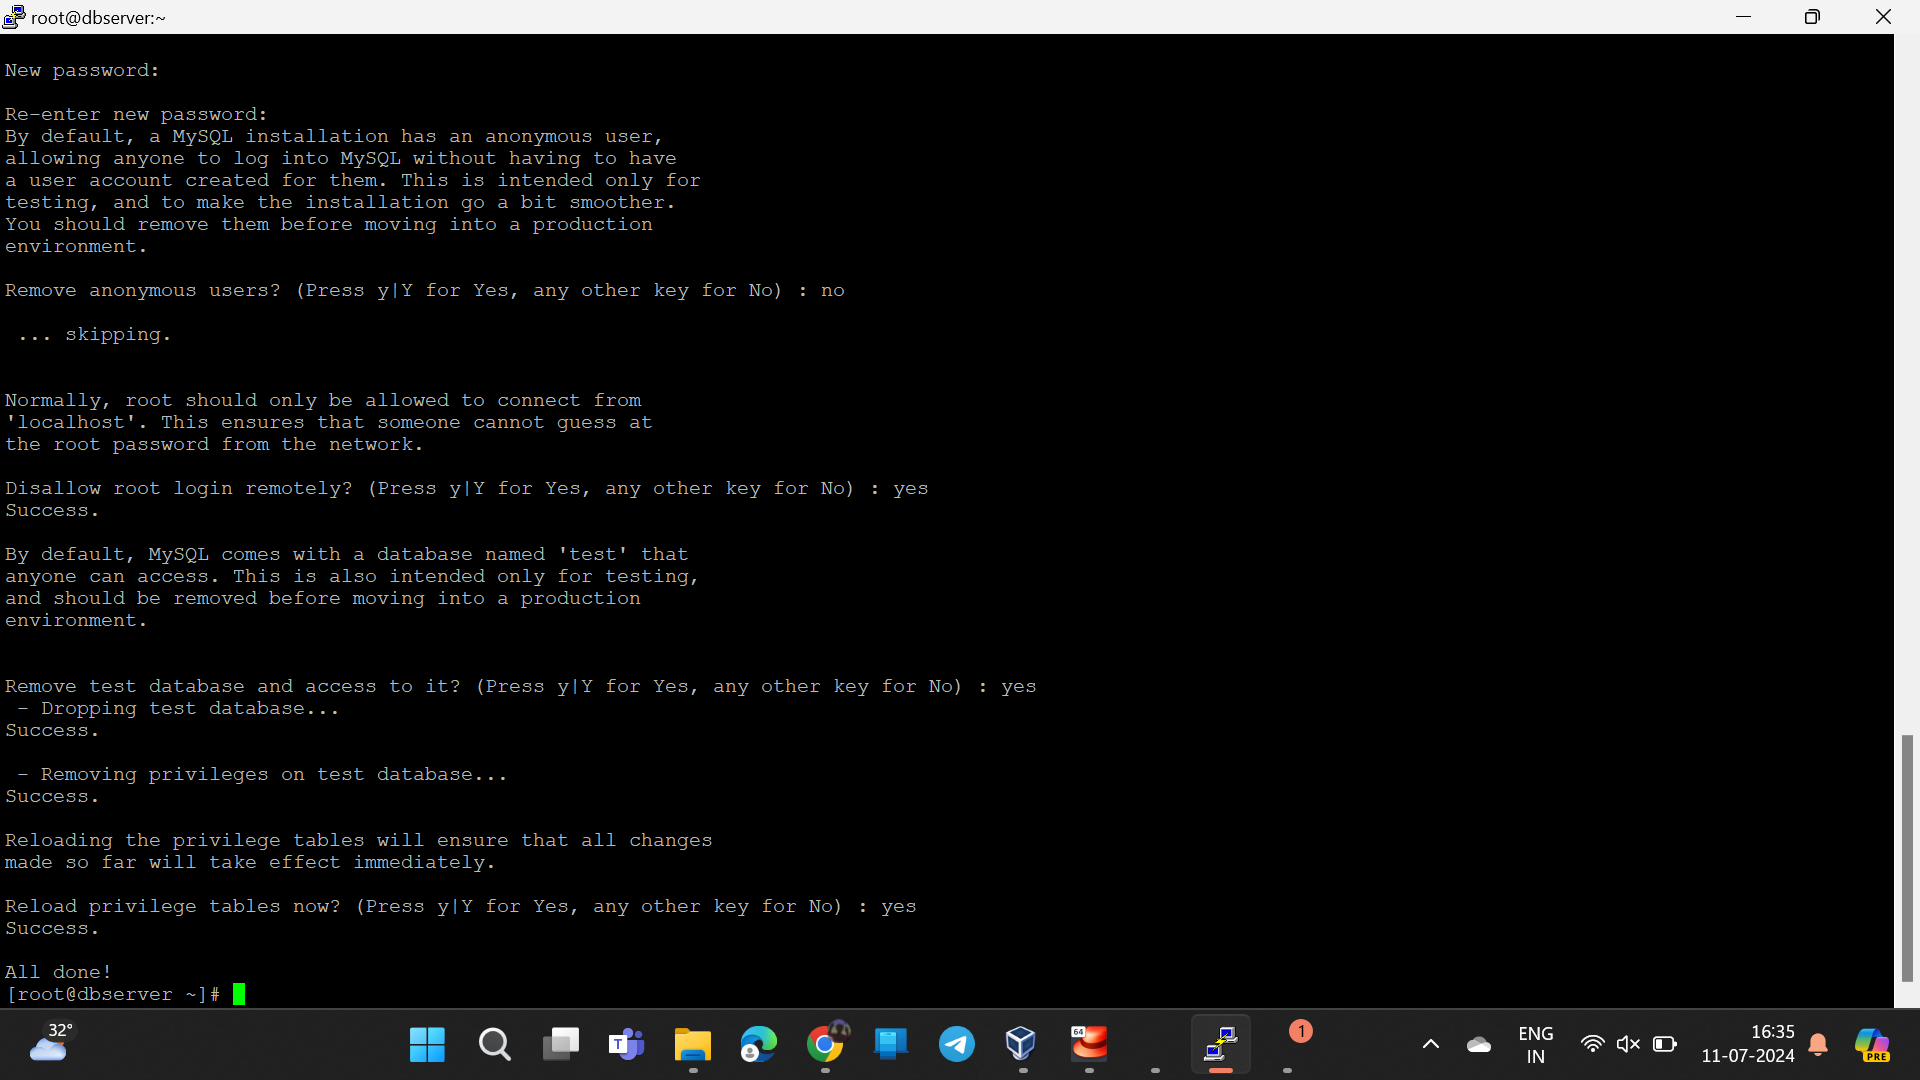 root@dbserver:~
New password:
Re-enter new password:
By default, a MySQL installation has an anonymous user,
allowing anyone to log into MySQL without having to have
a user account created for them. This is intended only for
testing, and to make the installation go a bit smoother.
You should remove them before moving into a production
environment.
Remove anonymous users? (Press y|Y for Yes, any other key for No) : no
... skipping.
Normally, root should only be allowed to connect from
'localhost'. This ensures that someone cannot guess at
the root password from the network.
Disallow root login remotely? (Press y|Y for Yes, any other key for No) : yes
Success.
By default, MySQL comes with a database named 'test' that
anyone can access. This is also intended only for testing,
and should be removed before moving into a production
environment.
Remove test database and access to it? (Press y|Y for Yes, any other key for No) : yes
- Dropping test database...
Success.
- Removing privileges on test database...
Success.
Reloading the privilege tables will ensure that all changes
made so far will take effect immediately.
Reload privilege tables now? (Press y|Y for Yes, any other key for No) : yes
Success.
All done!
[root@dbserver ~]#
32°
T
64
1
ENG
IN
16:35
11-07-2024
PRE